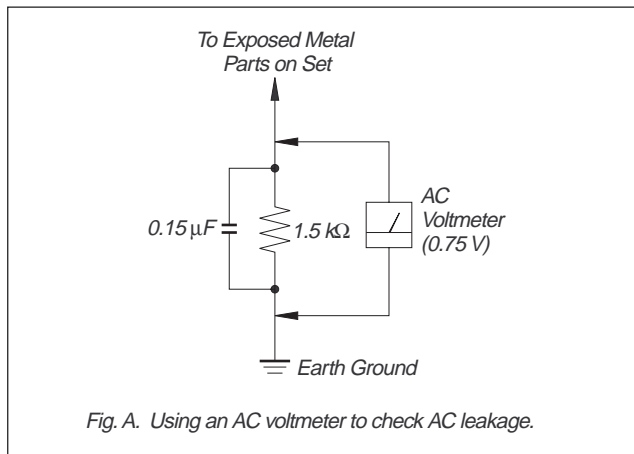 To Exposed Metal
Parts on Set
0.15 µF
1.5 kΩ
AC
Voltmeter
(0.75 V)
Earth Ground
Fig. A. Using an AC voltmeter to check AC leakage.